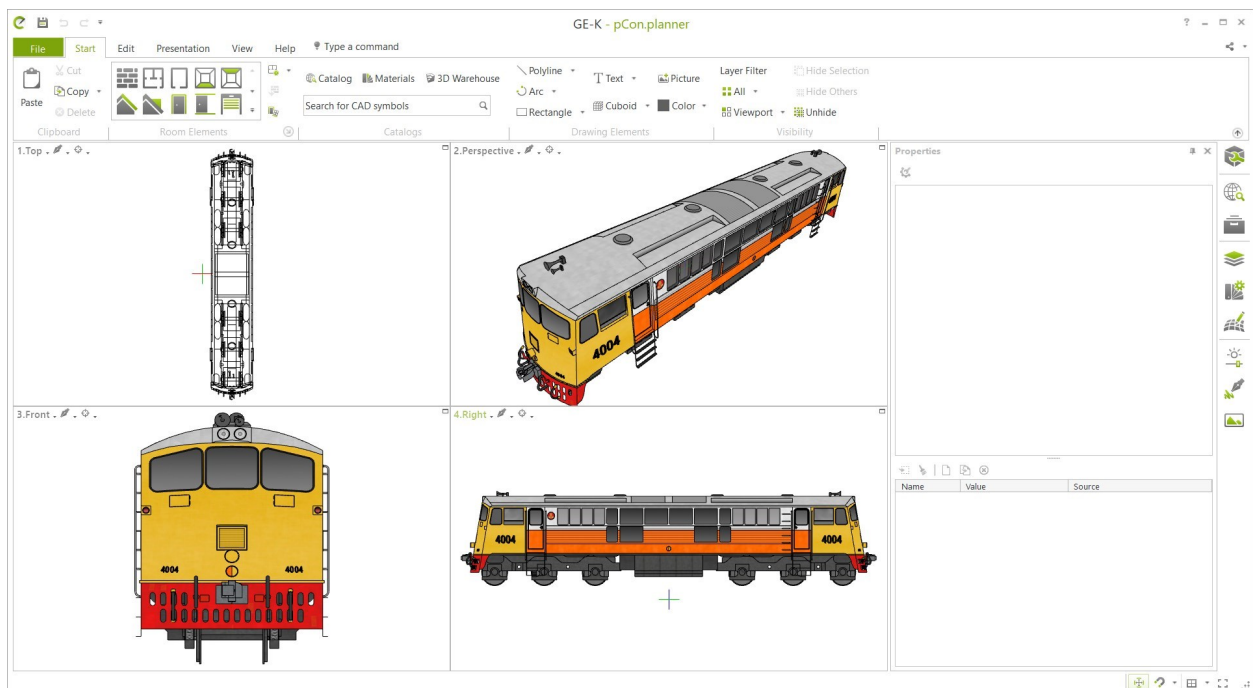 GE-K - pCon.planner
File Start Edit Presentation View Help Type a command
Cut
Copy
Delete
Paste
Clipboard
Room Elements
Catalog Materials 3D Warehouse
Search for CAD symbols
Catalogs
Polyline Text Picture
Arc
Rectangle Cuboid Color
Drawing Elements
Layer Filter Hide Selection
All Hide Others
Viewport Unhide
Visibility
1.Top
2.Perspective
Properties
4004
3.Front
4.Right
4004 4004
4004 4004
Name Value Source